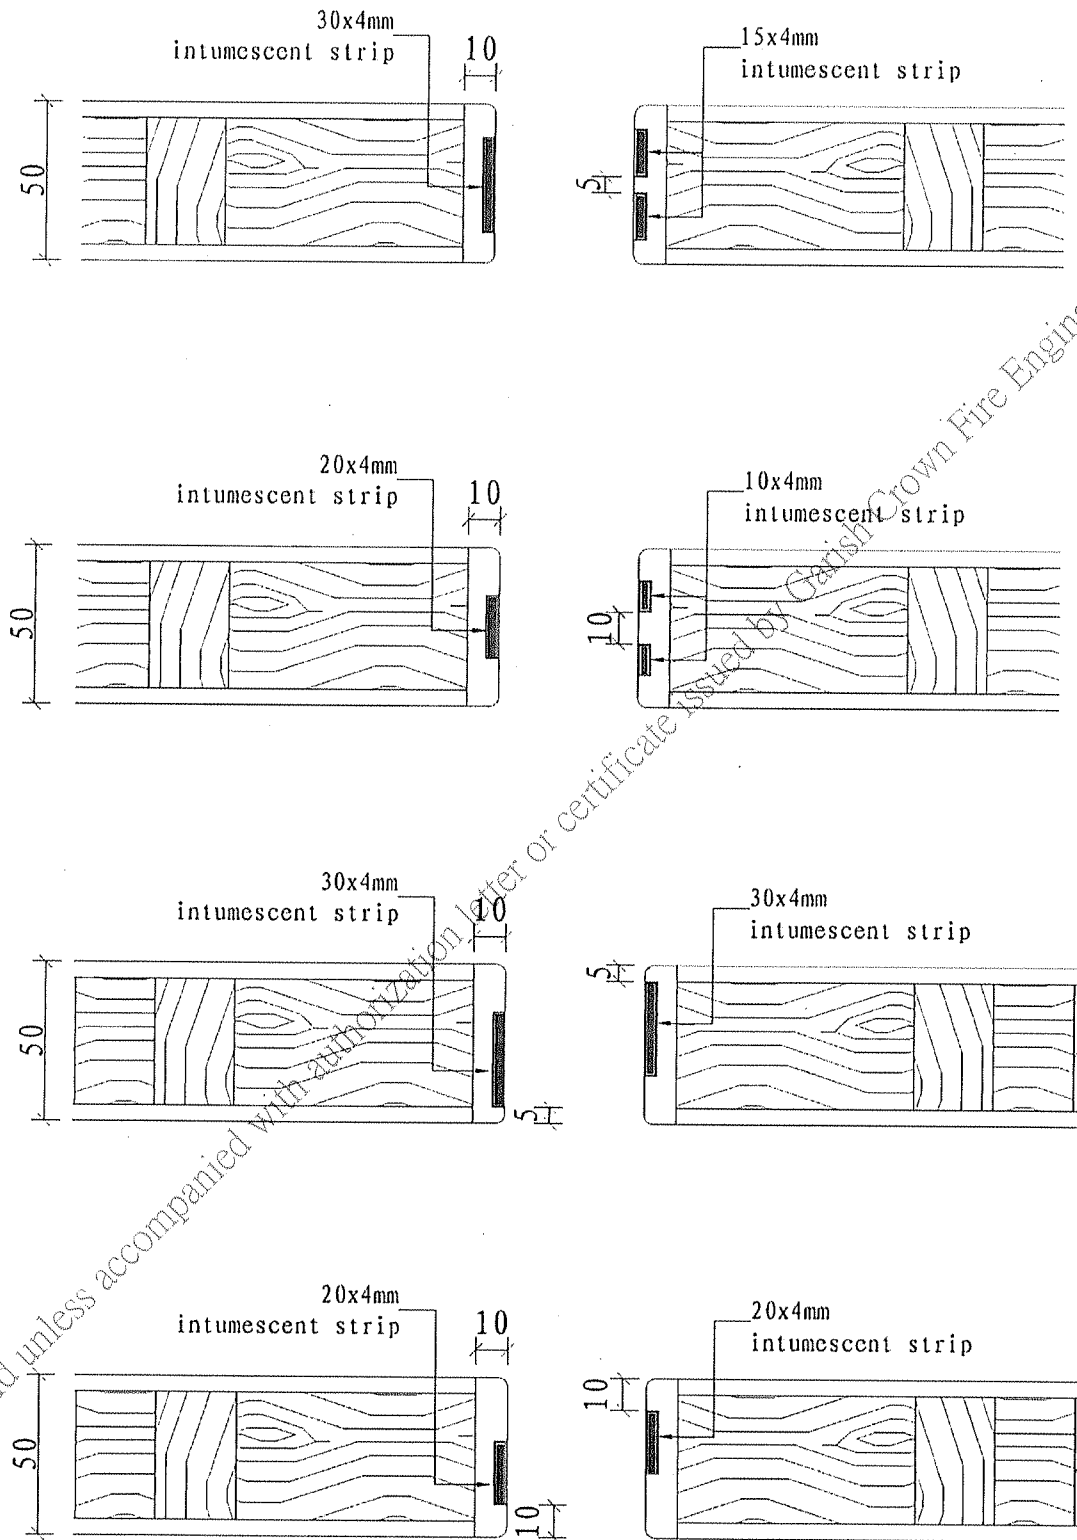 30x4mm
intumescent strip
10
50
15x4mm
intumescent strip
5
20x4mm
intumescent strip
10
50
10x4mm
intumescent strip
10
30x4mm
intumescent strip
10
50
5
30x4mm
intumescent strip
5
20x4mm
intumescent strip
10
50
10
20x4mm
intumescent strip
10
unless accompanied with authorization letter or certificate issued by Garish Crown Fire